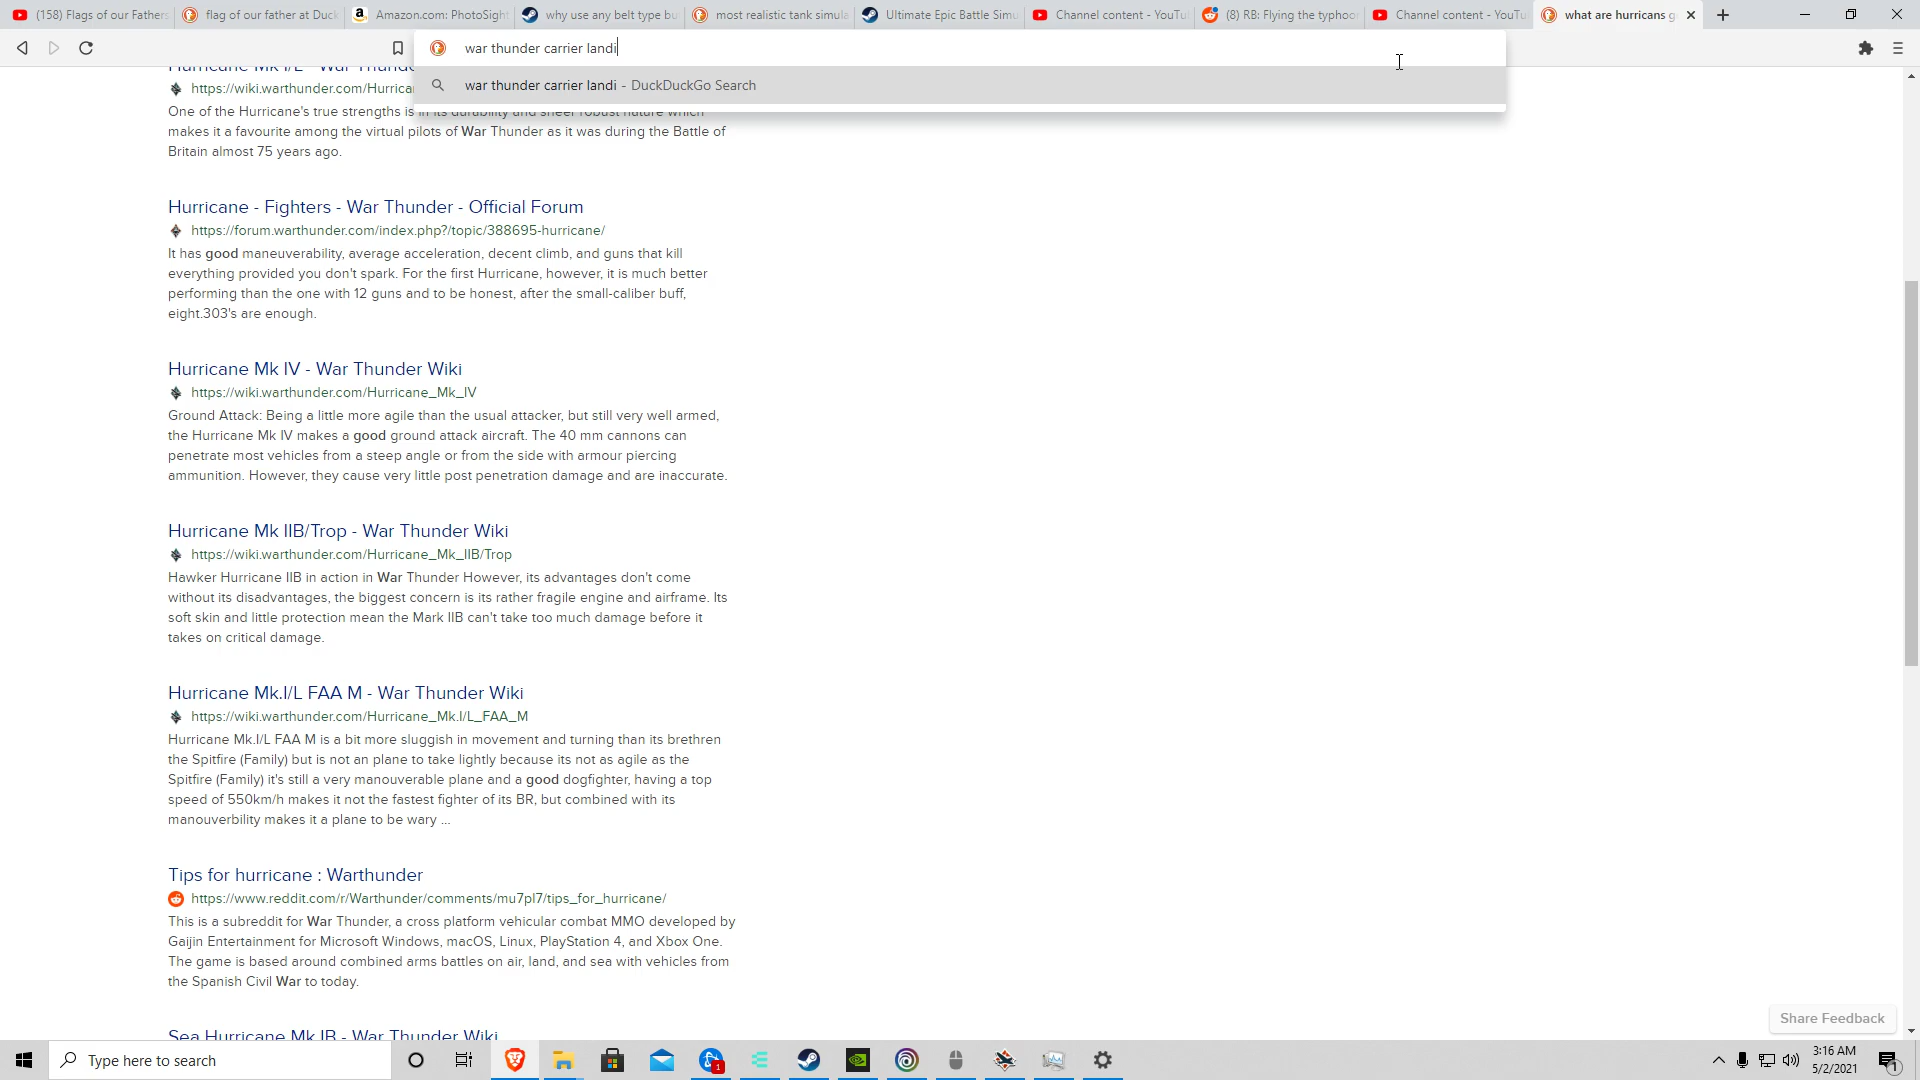 (158) Flags of our Fathers
flag of our father at Duck
Amazon.com: PhotoSight
why use any belt type bu
most realistic tank simula
Ultimate Epic Battle Simu
Channel content - YouTu
(8) RB: Flying the typhoo
Channel content - YouTu
what are hurricans g
war thunder carrier landi
war thunder carrier landi - DuckDuckGo Search
Hurricane Mk I/L - War Thunde
https://wiki.warthunder.com/Hurrica
One of the Hurricane's true strengths is in its durability and sheer robust nature which
makes it a favourite among the virtual pilots of War Thunder as it was during the Battle of
Britain almost 75 years ago.
Hurricane - Fighters - War Thunder - Official Forum
https://forum.warthunder.com/index.php?/topic/388695-hurricane/
It has good maneuverability, average acceleration, decent climb, and guns that kill
everything provided you don't spark. For the first Hurricane, however, it is much better
performing than the one with 12 guns and to be honest, after the small-caliber buff,
eight.303's are enough.
Hurricane Mk IV - War Thunder Wiki
https://wiki.warthunder.com/Hurricane_Mk_IV
Ground Attack: Being a little more agile than the usual attacker, but still very well armed,
the Hurricane Mk IV makes a good ground attack aircraft. The 40 mm cannons can
penetrate most vehicles from a steep angle or from the side with armour piercing
ammunition. However, they cause very little post penetration damage and are inaccurate.
Hurricane Mk IIB/Trop - War Thunder Wiki
https://wiki.warthunder.com/Hurricane_Mk_IIB/Trop
Hawker Hurricane IIB in action in War Thunder However, its advantages don't come
without its disadvantages, the biggest concern is its rather fragile engine and airframe. Its
soft skin and little protection mean the Mark IIB can't take too much damage before it
takes on critical damage.
Hurricane Mk.I/L FAA M - War Thunder Wiki
https://wiki.warthunder.com/Hurricane_Mk.I/L_FAA_M
Hurricane Mk.I/L FAA M is a bit more sluggish in movement and turning than its brethren
the Spitfire (Family) but is not an plane to take lightly because its not as agile as the
Spitfire (Family) it's still a very manouverable plane and a good dogfighter, having a top
speed of 550km/h makes it not the fastest fighter of its BR, but combined with its
manouverbility makes it a plane to be wary ...
Tips for hurricane : Warthunder
https://www.reddit.com/r/Warthunder/comments/mu7pl7/tips_for_hurricane/
This is a subreddit for War Thunder, a cross platform vehicular combat MMO developed by
Gaijin Entertainment for Microsoft Windows, macOS, Linux, PlayStation 4, and Xbox One.
The game is based around combined arms battles on air, land, and sea with vehicles from
the Spanish Civil War to today.
Sea Hurricane Mk IB - War Thunder Wiki
Share Feedback
Type here to search
1
3:16 AM
5/2/2021
1